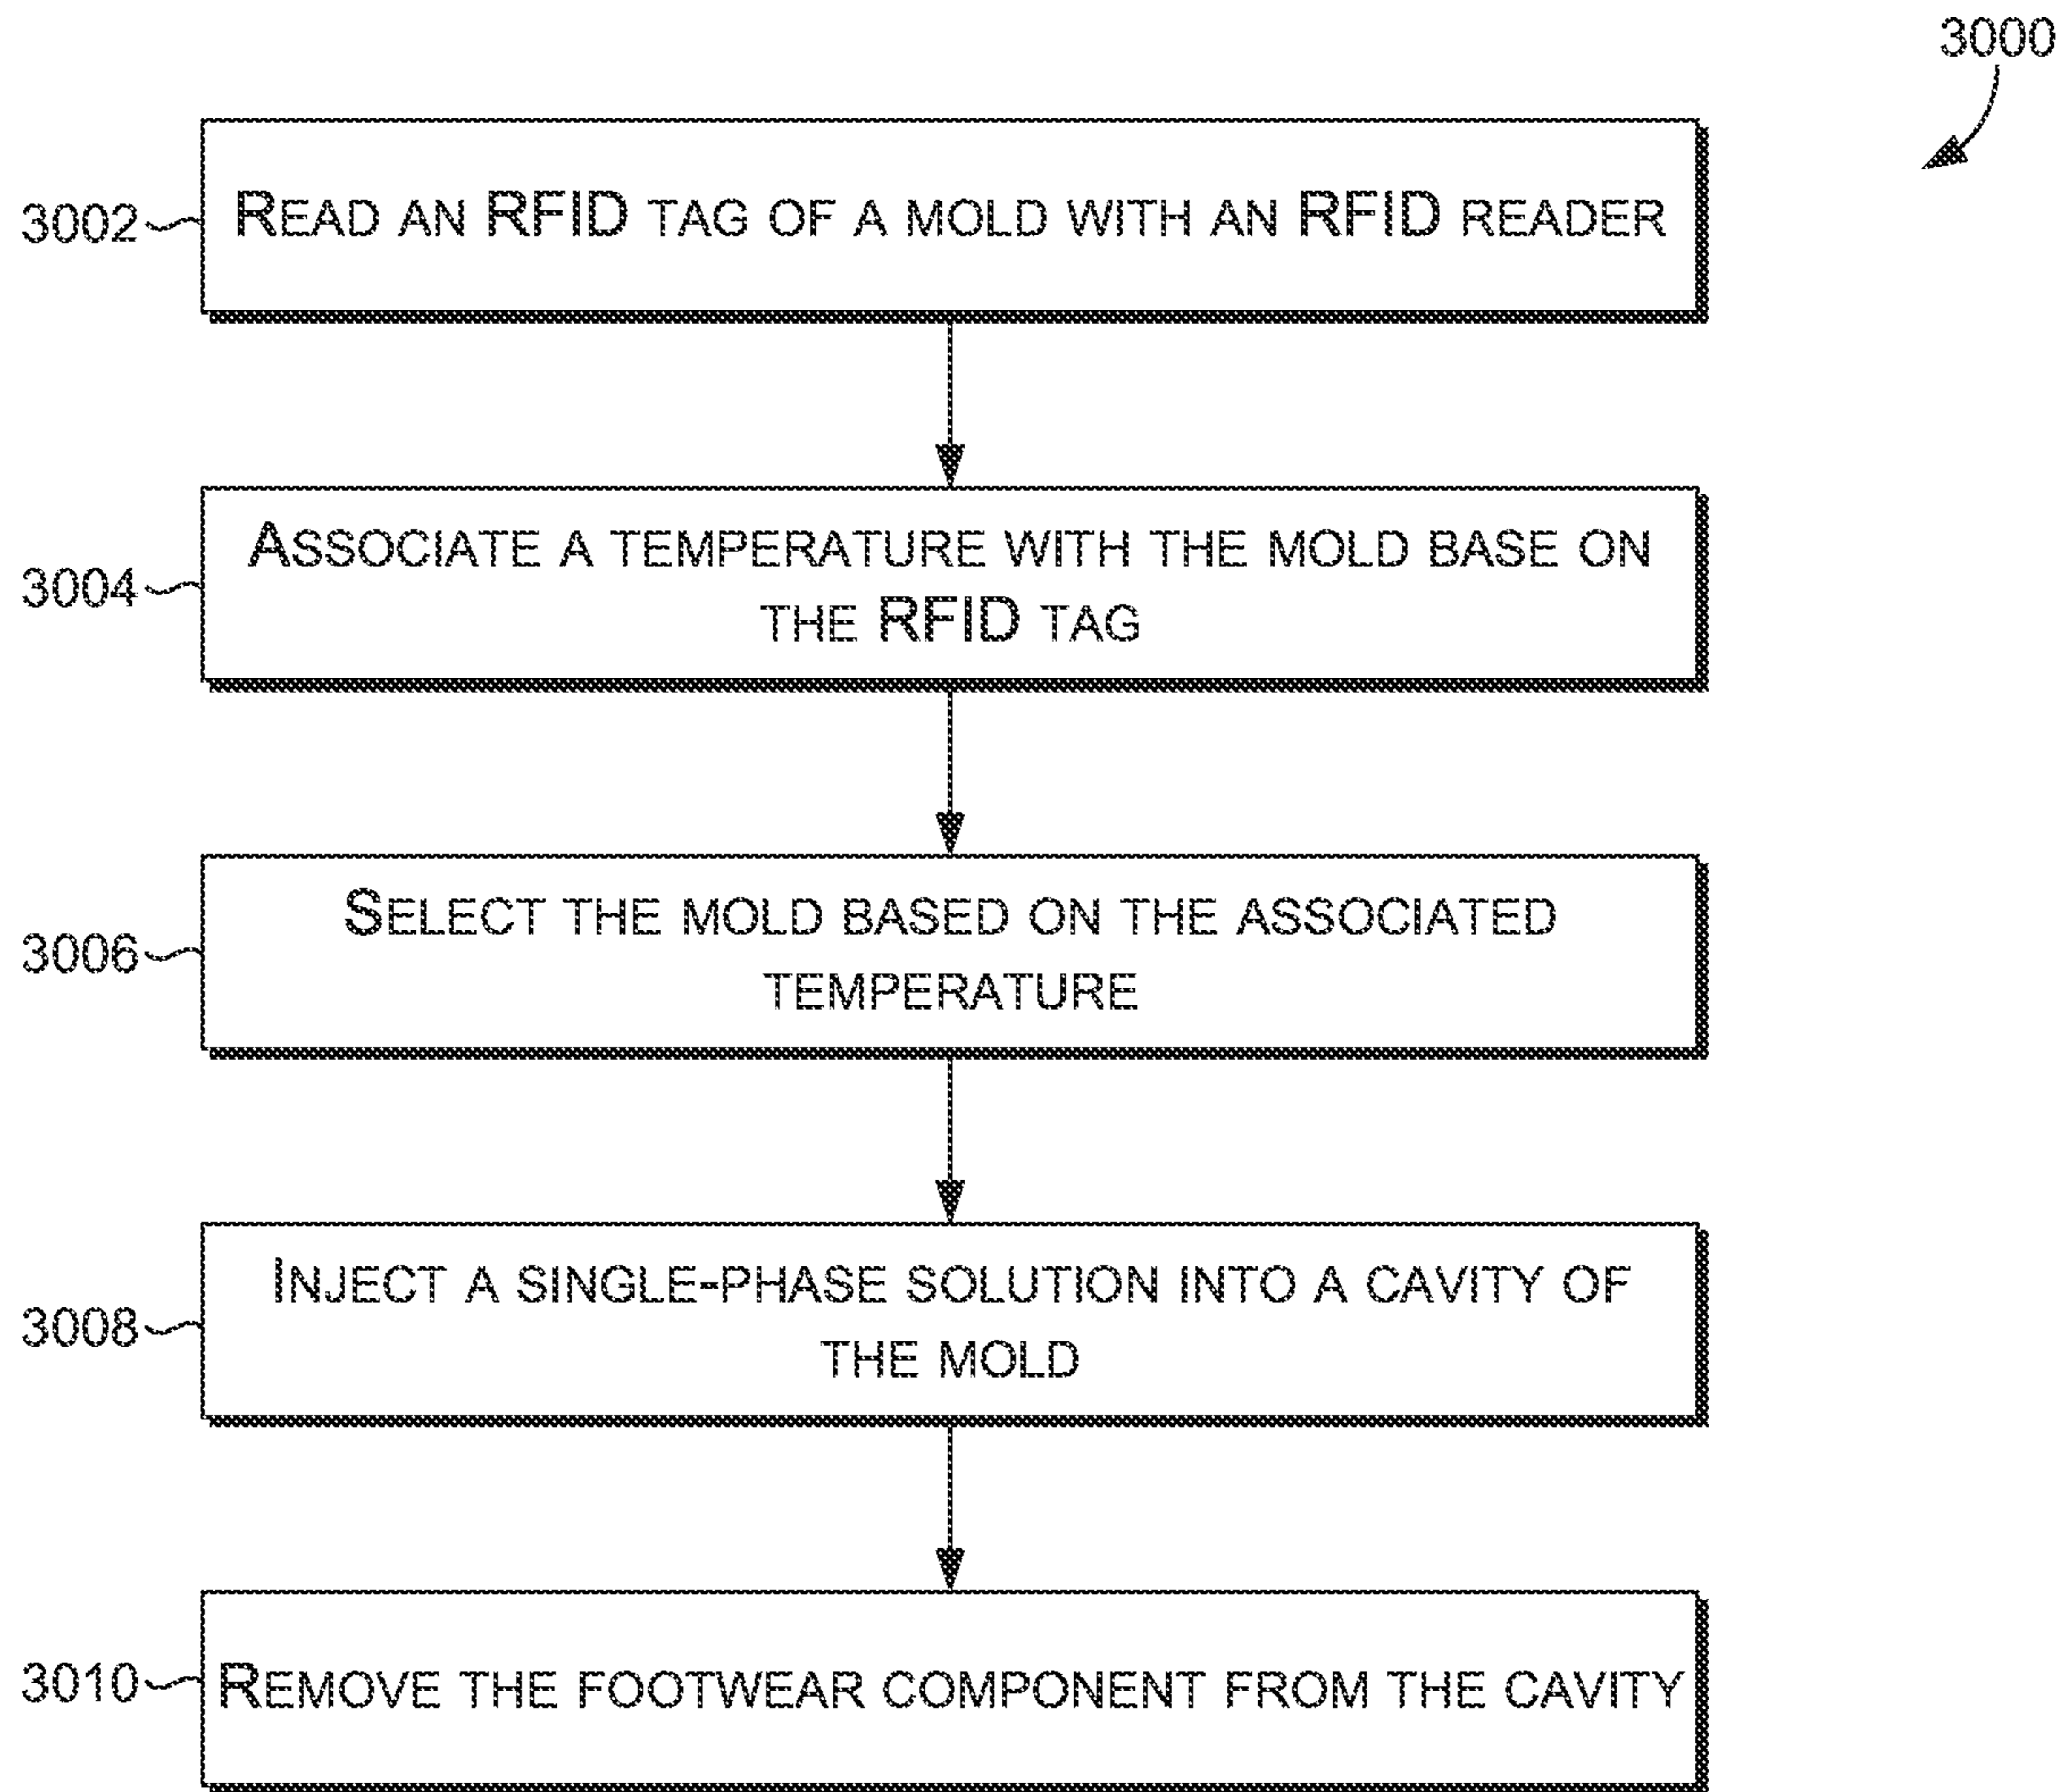 3000
3002 READ AN RFID TAG OF A MOLD WITH AN RFID READER
ASSOCIATE A TEMPERATURE WITH THE MOLD BASE ON
3004
THE RFID TAG
SELECT THE MOLD BASED ON THE ASSOCIATED
3006
TEMPERATURE
INJECT A SINGLE-PHASE SOLUTION INTO A CAVITY OF
3008
THE MOLD
3010 REMOVE THE FOOTWEAR COMPONENT FROM THE CAVITY